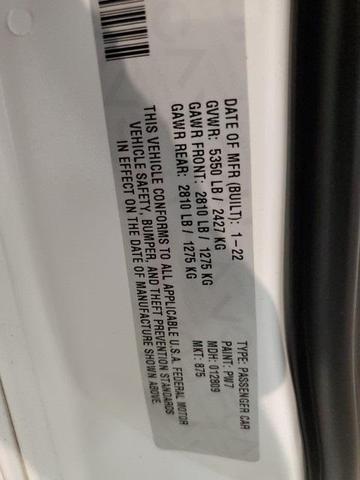 DATE OF MFR (BUILT): 1-22
GVWR: 5350 LB / 2427 KG
GAWR FRONT: 2810 LB / 1275 KG
GAWR REAR: 2810 LB / 1275 KG
THIS VEHICLE CONFORMS TO ALL APPLICABLE U.S.A. FEDERAL MOTOR
VEHICLE SAFETY, BUMPER, AND THEFT PREVENTION STANDARDS
IN EFFECT ON THE DATE OF MANUFACTURE SHOWN ABOVE.
TYPE: PASSENGER CAR
PAINT: PW7
MDH: 012809
MKT: 875